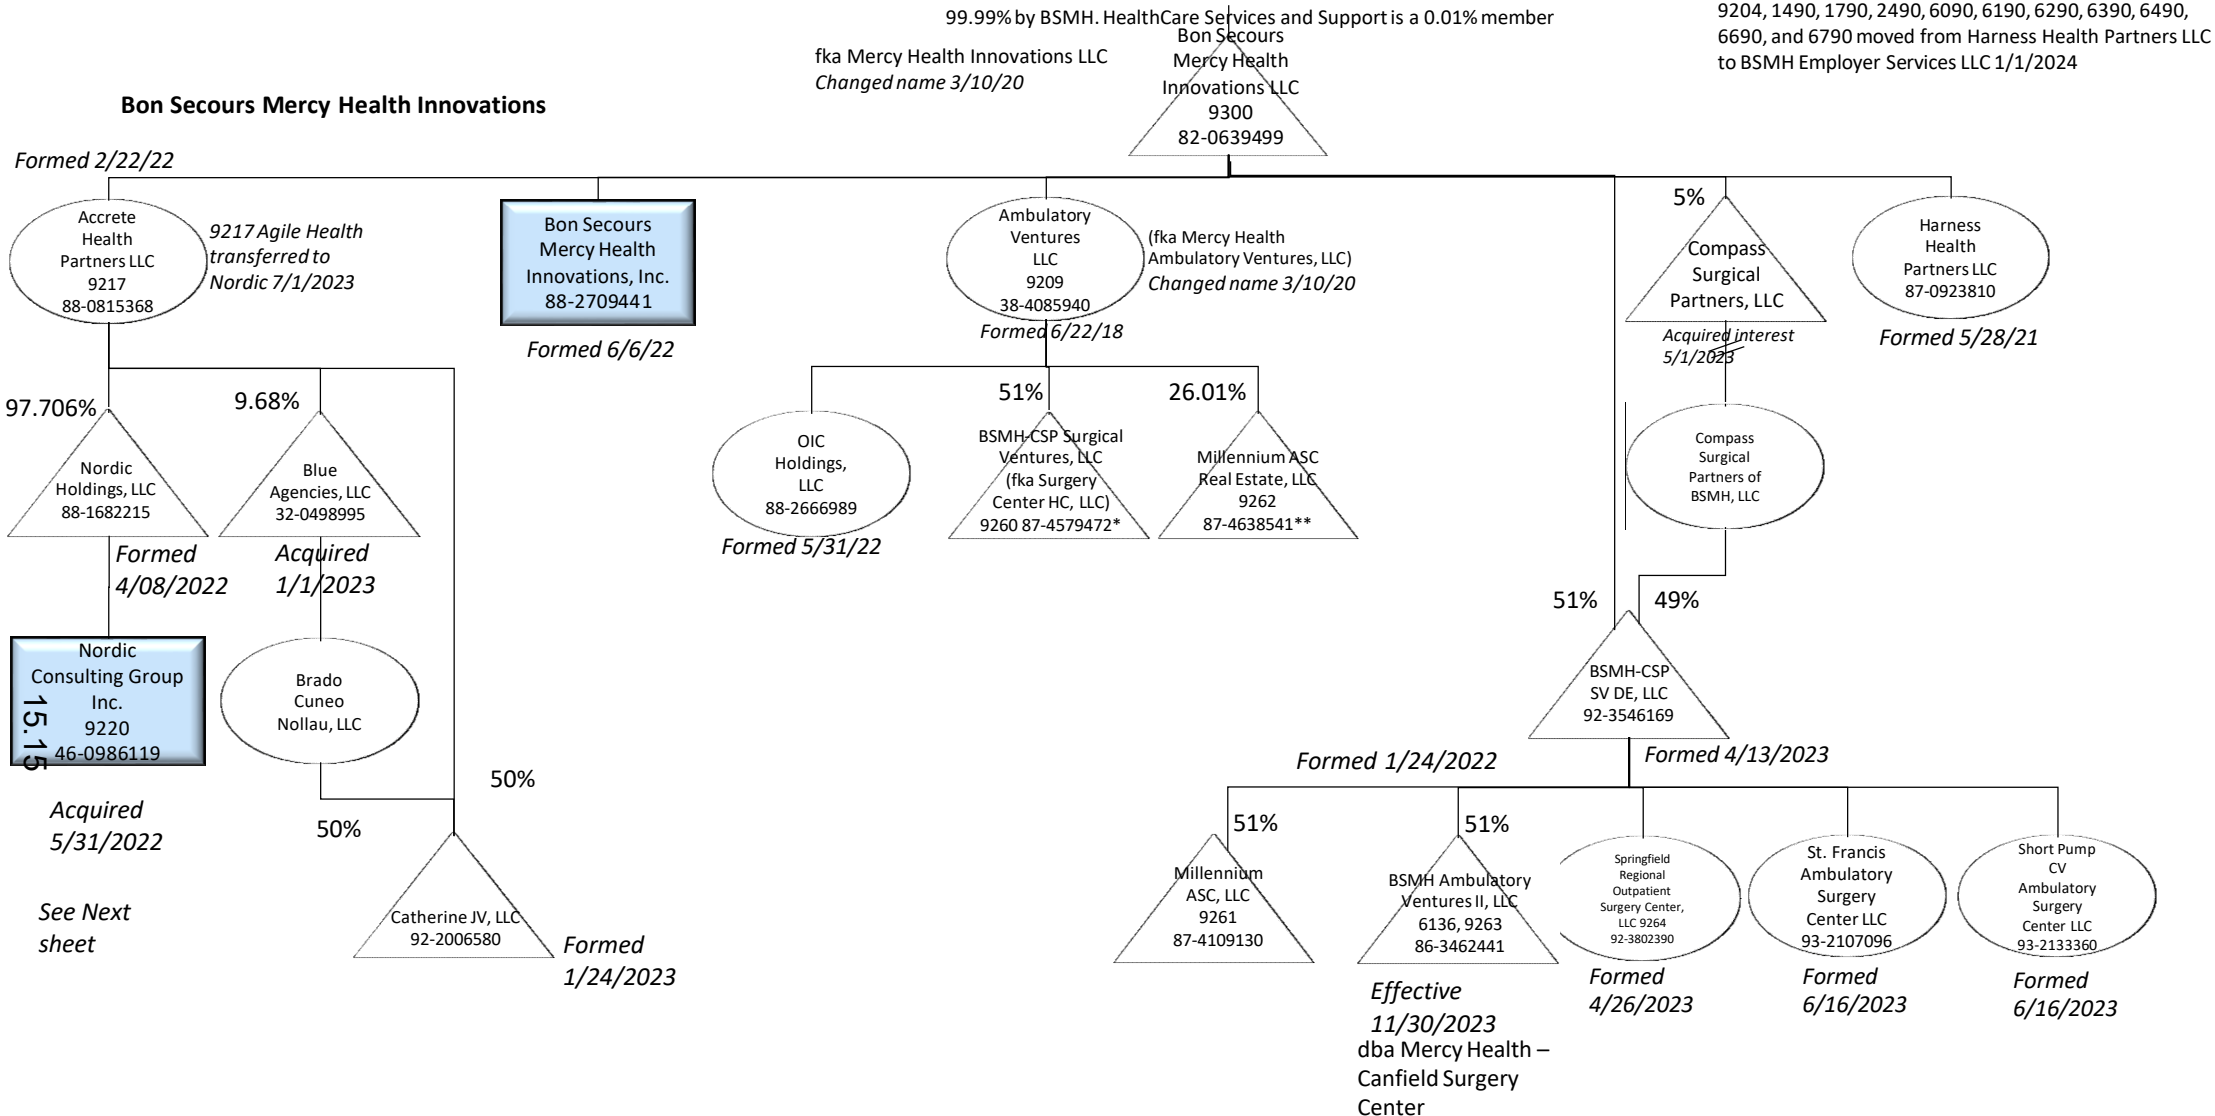 99.99% by BSMH. HealthCare Services and Support is a 0.01% member
9204, 1490, 1790, 2490, 6090, 6190, 6290, 6390, 6490,
6690, and 6790 moved from Harness Health Partners LLC
to BSMH Employer Services LLC 1/1/2024
fka Mercy Health Innovations LLC
Changed name 3/10/20
Bon Secours
Mercy Health
Innovations LLC
9300
82-0639499
Bon Secours Mercy Health Innovations
Formed 2/22/22
Accrete
Health
Partners LLC
9217
88-0815368
9217 Agile Health
transferred to
Nordic 7/1/2023
Bon Secours
Mercy Health
Innovations, Inc.
88-2709441
Formed 6/6/22
Ambulatory
Ventures
LLC
9209
38-4085940
(fka Mercy Health
Ambulatory Ventures, LLC)
Changed name 3/10/20
Formed 6/22/18
5%
Compass
Surgical
Partners, LLC
Acquired interest
5/1/2023
Harness
Health
Partners LLC
87-0923810
Formed 5/28/21
97.706%
Nordic
Holdings, LLC
88-1682215
Formed
4/08/2022
9.68%
Blue
Agencies, LLC
32-0498995
Acquired
1/1/2023
OIC
Holdings,
LLC
88-2666989
Formed 5/31/22
51%
BSMH-CSP Surgical
Ventures, LLC
(fka Surgery
Center HC, LLC)
9260 87-4579472*
26.01%
Millennium ASC
Real Estate, LLC
9262
87-4638541**
Compass
Surgical
Partners of
BSMH, LLC
51%
49%
Nordic
Consulting Group
Inc.
9220
46-0986119
15.15
Acquired
5/31/2022
See Next
sheet
Brado
Cuneo
Nollau, LLC
50%
50%
Catherine JV, LLC
92-2006580
Formed
1/24/2023
BSMH-CSP
SV DE, LLC
92-3546169
Formed 4/13/2023
Formed 1/24/2022
51%
Millennium
ASC, LLC
9261
87-4109130
51%
BSMH Ambulatory
Ventures II, LLC
6136, 9263
86-3462441
Effective
11/30/2023
dba Mercy Health –
Canfield Surgery
Center
Springfield
Regional
Outpatient
Surgery Center,
LLC 9264
92-3802390
Formed
4/26/2023
St. Francis
Ambulatory
Surgery
Center LLC
93-2107096
Formed
6/16/2023
Short Pump
CV
Ambulatory
Surgery
Center LLC
93-2133360
Formed
6/16/2023